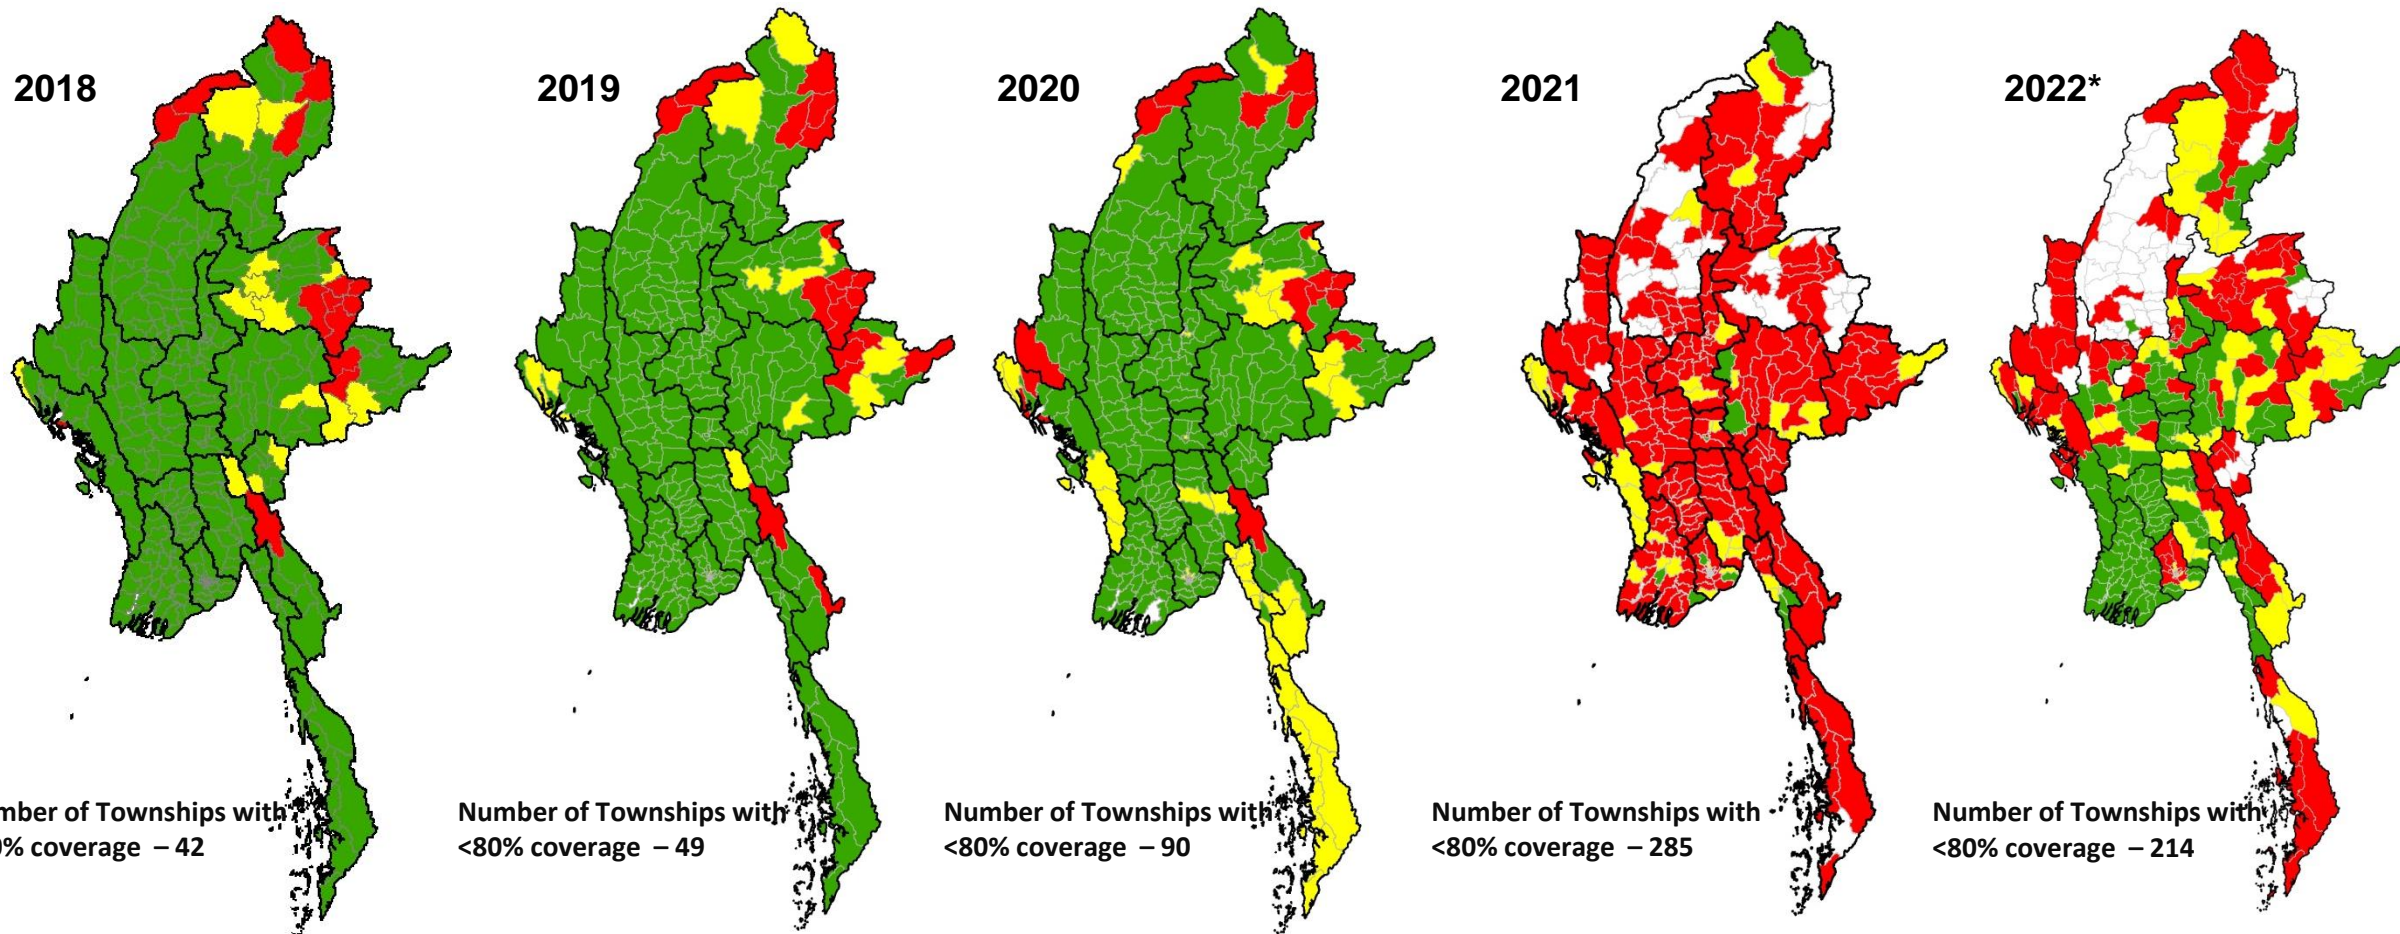 2018
2019
2020
2021
2022*
mber of Townships with
% coverage – 42
Number of Townships with
<80% coverage – 49
Number of Townships with
<80% coverage – 90
Number of Townships with
<80% coverage – 285
Number of Townships with
<80% coverage – 214